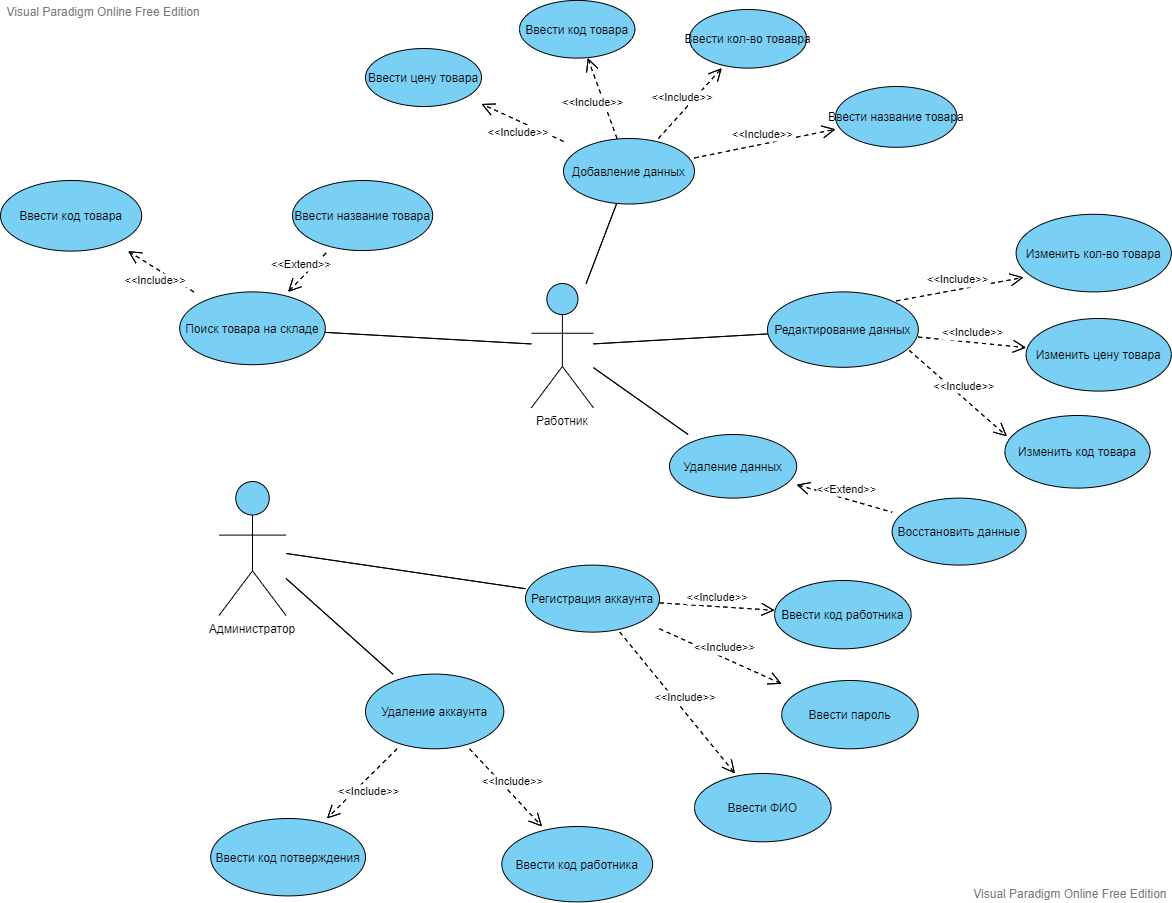 Visual Paradigm Online Free Edition
Ввести код товара
Ввести кол-во товавра
Ввести цену товара
<<Include>>
<<Include>>
<<Include>>
<<Include>>
Ввести название товара
Добавление данных
Ввести код товара
Ввести название товара
<<Extend>>
<<Include>>
Поиск товара на складе
Изменить кол-во товара
<<Include>>
Редактирование данных
<<Include>>
Изменить цену товара
<<Include>>
Изменить код товара
Работник
Удаление данных
<<Extend>>
Восстановить данные
Администратор
Регистрация аккаунта
<<Include>>
Ввести код работника
<<Include>>
Ввести пароль
<<Include>>
Ввести ФИО
Удаление аккаунта
<<Include>>
<<Include>>
Ввести код потверждения
Ввести код работника
Visual Paradigm Online Free Edition